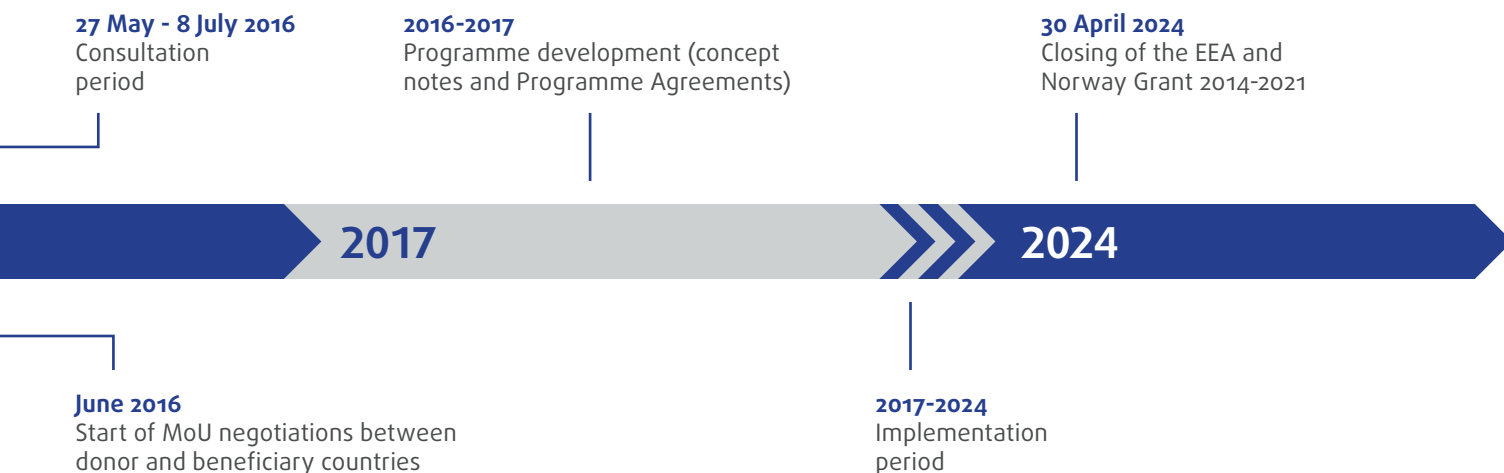 27 May - 8 July 2016
Consultation
period
2016-2017
Programme development (concept
notes and Programme Agreements)
30 April 2024
Closing of the EEA and
Norway Grant 2014-2021
2017
2024
June 2016
Start of MoU negotiations between
donor and beneficiary countries
2017-2024
Implementation
period